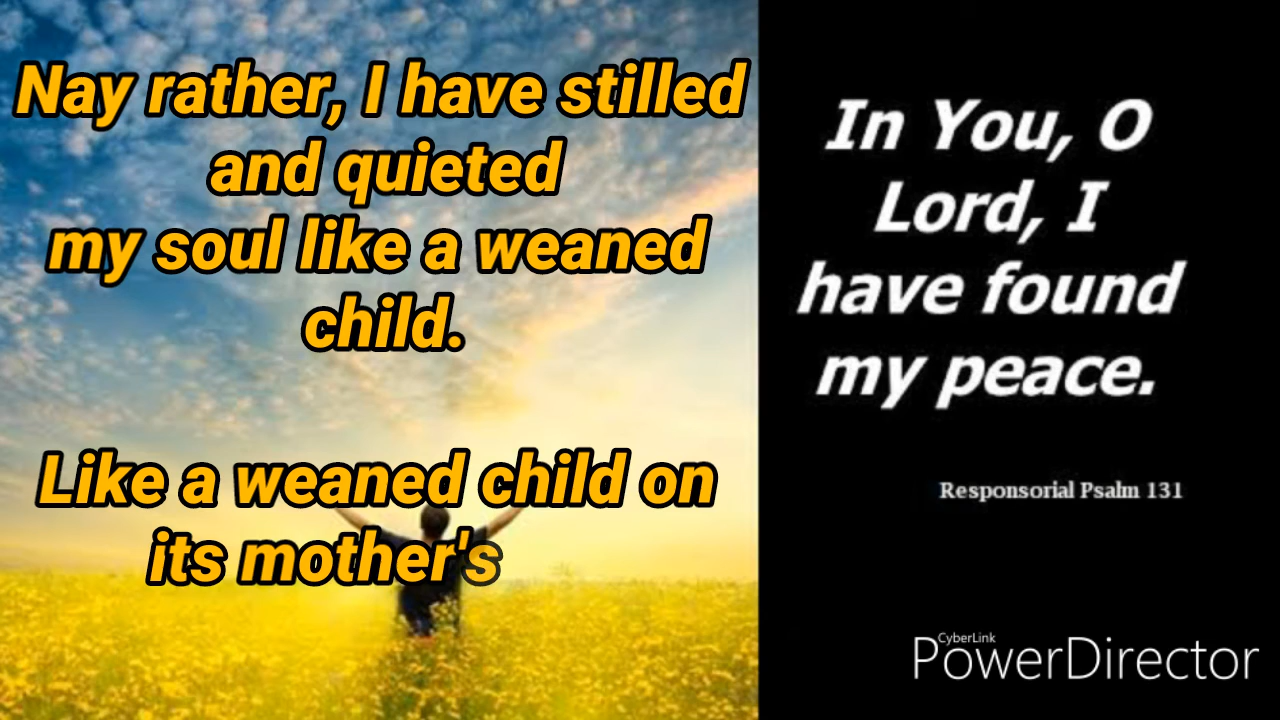 Nay rather, I have stilled
and quieted
my soul like a weaned
child.
Like a weaned child on
its mother's
In You, O
Lord, I
have found
my peace.
Responsorial Psalm 131
CyberLink
PowerDirector